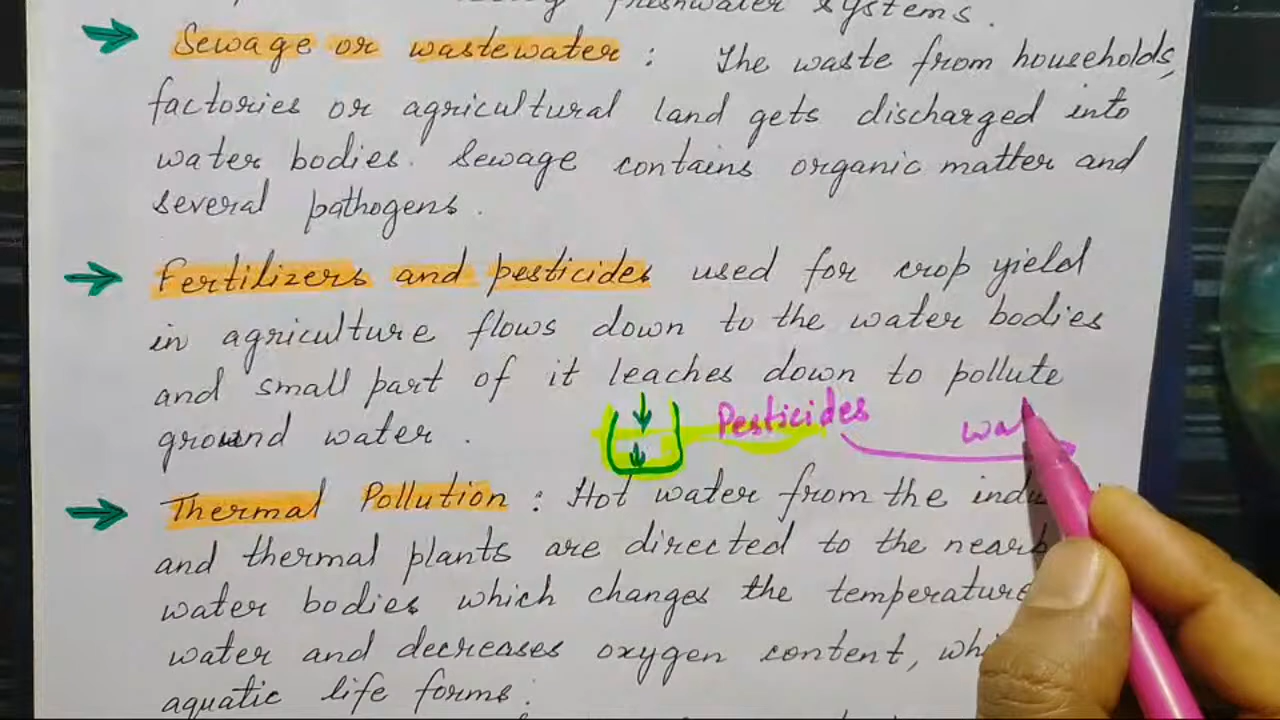 freshwater systems.
Sewage or wastewater : The waste from households,
factories or agricultural land gets discharged into
water bodies. Sewage contains organic matter and
several pathogens.
Fertilizers and pesticides used for crop yield
in agriculture flows down to the water bodies
and small part of it leaches down to pollute
ground water.
Pesticides
Thermal Pollution : Hot water from the
and thermal plants are directed to the
water bodies which changes the temperature
water and decreases oxygen content,
aquatic life forms.